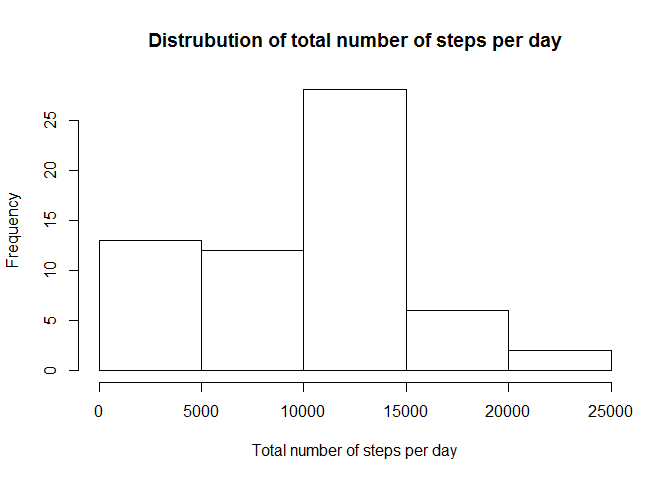 Distrubution of total number of steps per day
Frequency
25
20
15
10
5
0
0 5000 10000 15000 20000 25000
Total number of steps per day